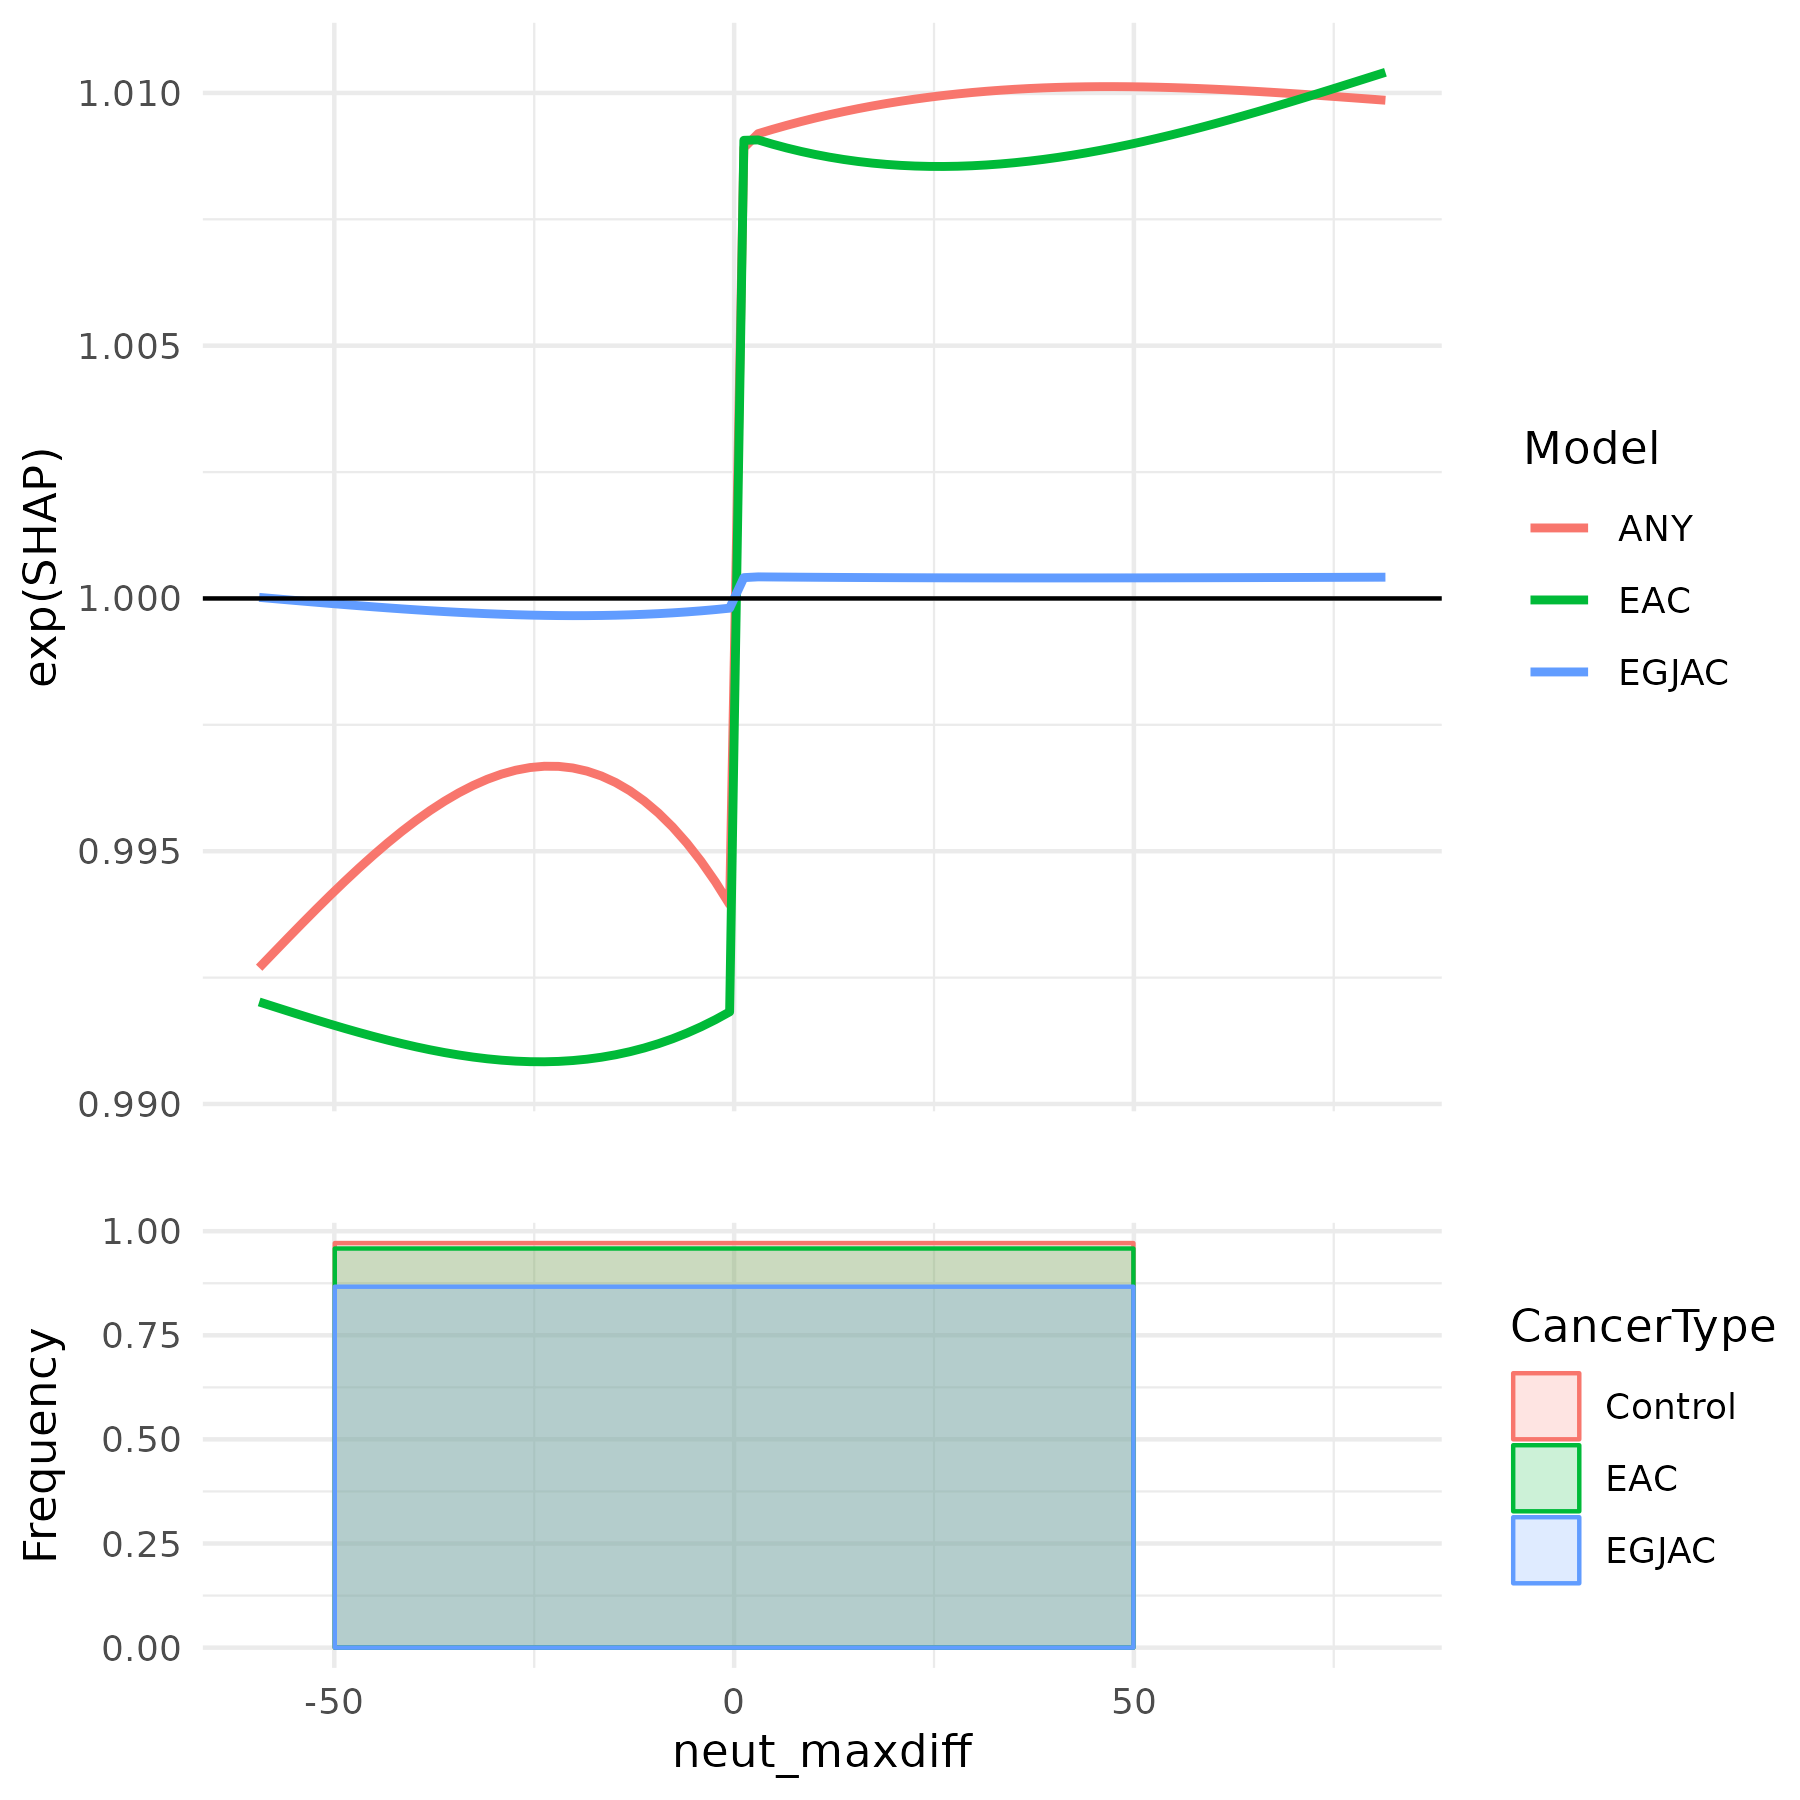 exp(SHAP)
1.010
1.005
1.000
0.995
0.990
Model
ANY
EAC
EGJAC
Frequency
1.00
0.75
0.50
0.25
0.00
-50
0
50
neut_maxdiff
CancerType
Control
EAC
EGJAC